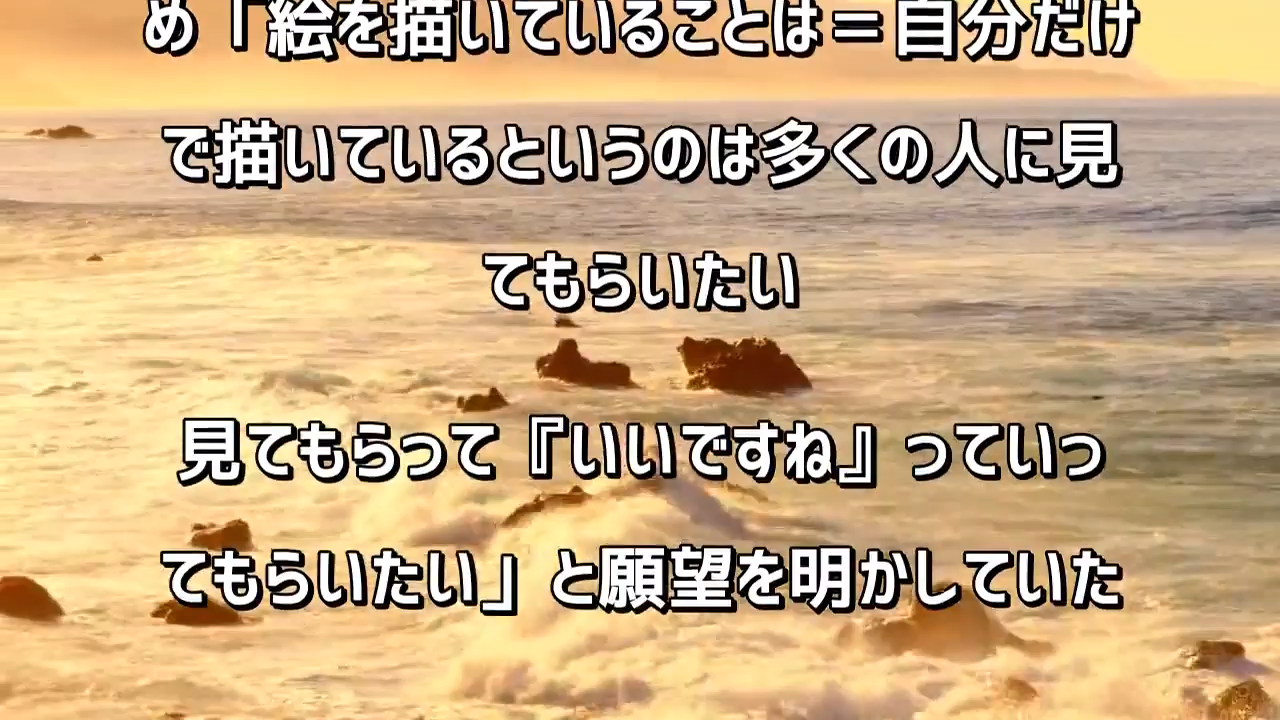 め「絵を描いていることは＝自分だけ
で描いているというのは多くの人に見
てもらいたい
見てもらって『いいですね』っていっ
てもらいたい」と願望を明かしていた